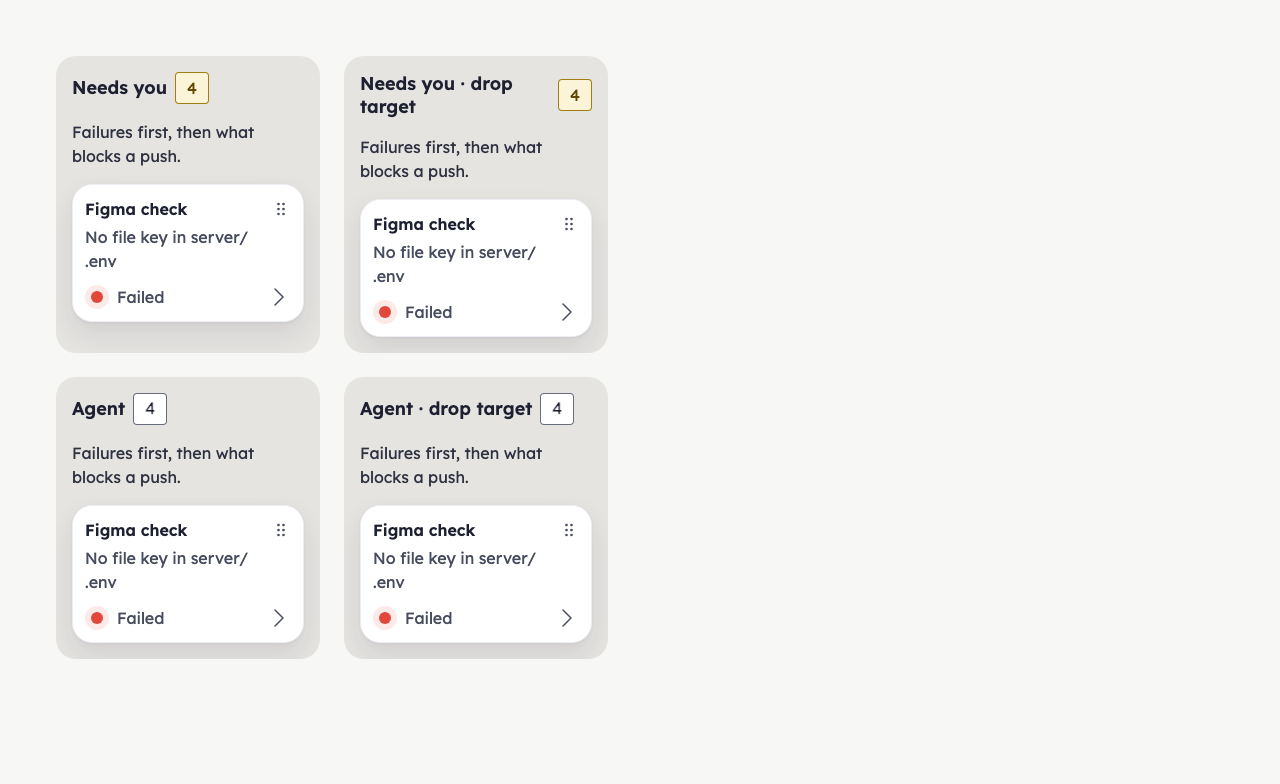 Needs you 4
Failures first, then what
blocks a push.
Figma check
No file key in server/
.env
Failed
Needs you · drop
target
4
Failures first, then what
blocks a push.
Figma check
No file key in server/
.env
Failed
Agent 4
Failures first, then what
blocks a push.
Figma check
No file key in server/
.env
Failed
Agent · drop target 4
Failures first, then what
blocks a push.
Figma check
No file key in server/
.env
Failed